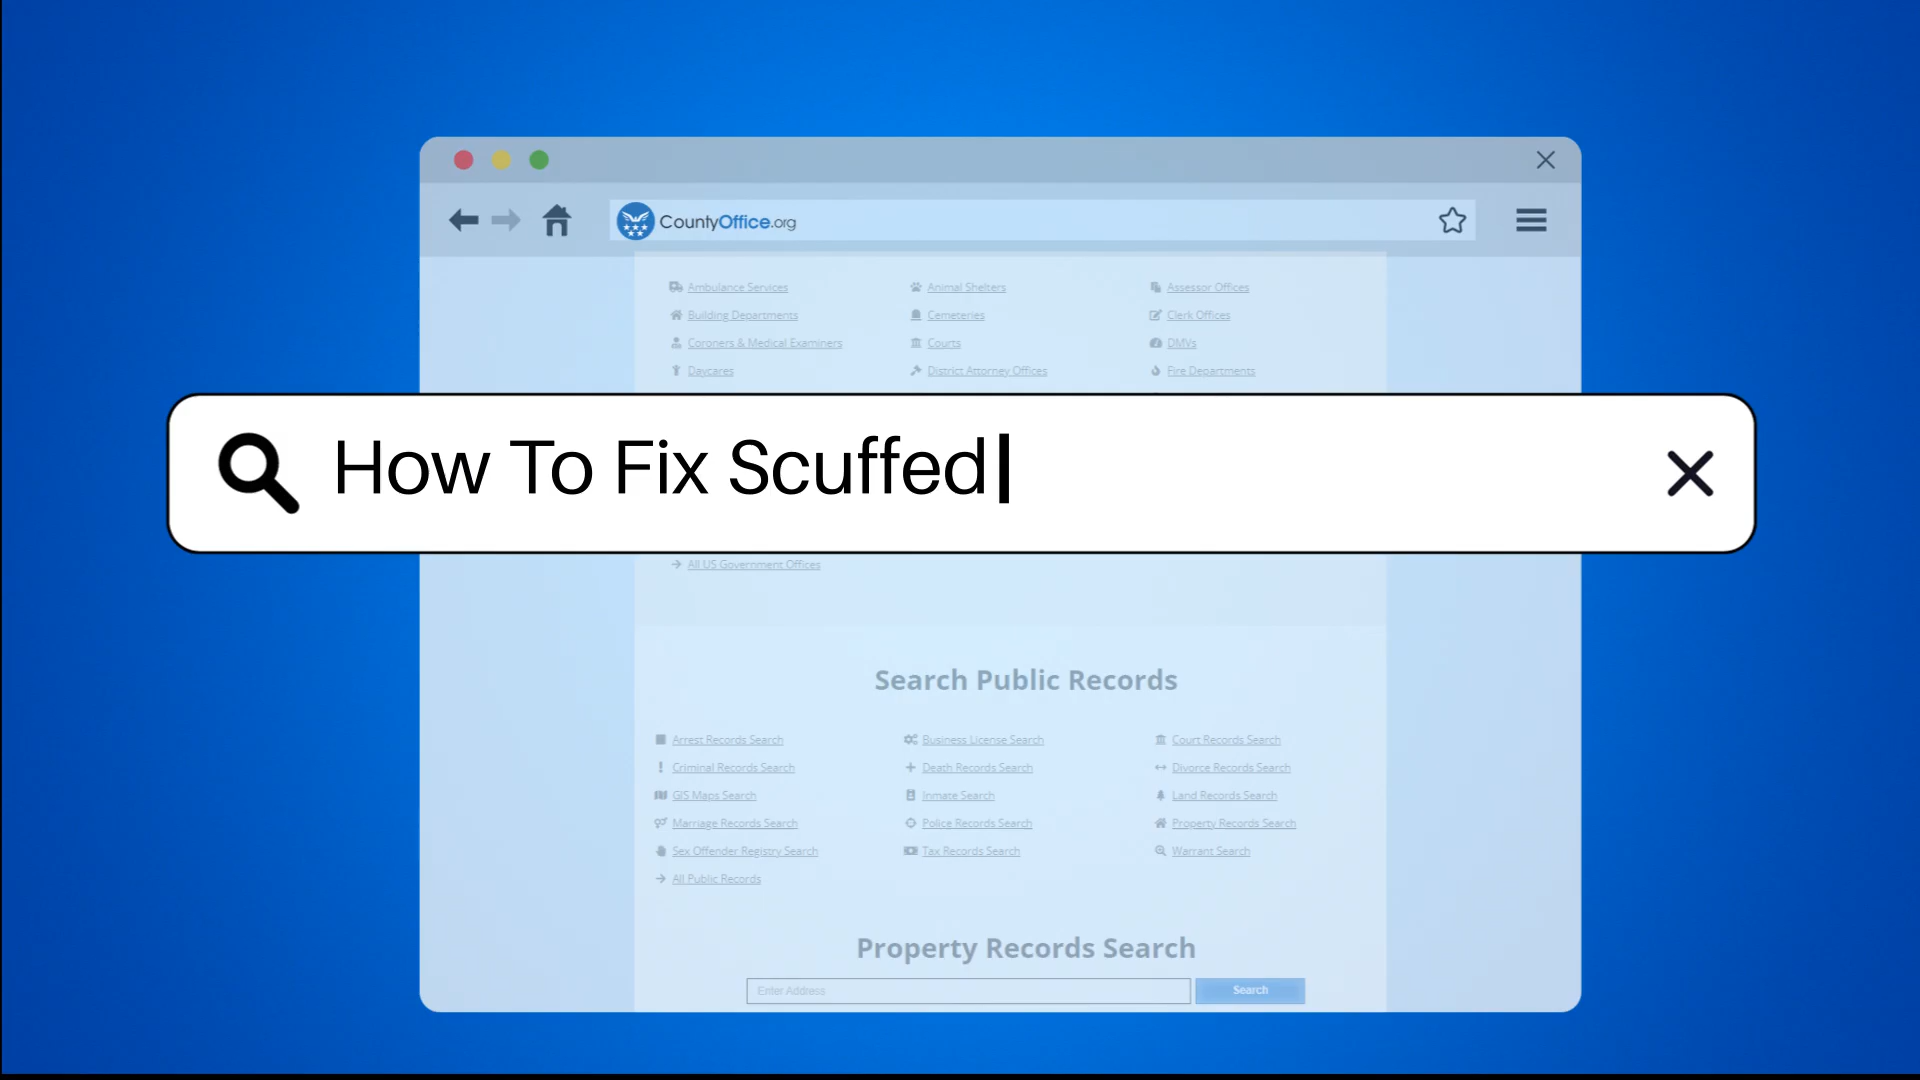 CountyOffice.org
Ambulance Services Animal Shelters Assessor Offices
Building Departments Cemeteries Clerk Offices
Coroners & Medical Examiners Courts DMVs
Daycares District Attorney Offices Fire Departments
How To Fix Scuffed
All US Government Offices
Search Public Records
Arrest Records Search Business License Search Court Records Search
Criminal Records Search Death Records Search Divorce Records Search
GIS Maps Search Inmate Search Land Records Search
Marriage Records Search Police Records Search Property Records Search
Sex Offender Registry Search Tax Records Search Warrant Search
All Public Records
Property Records Search
Enter Address Search